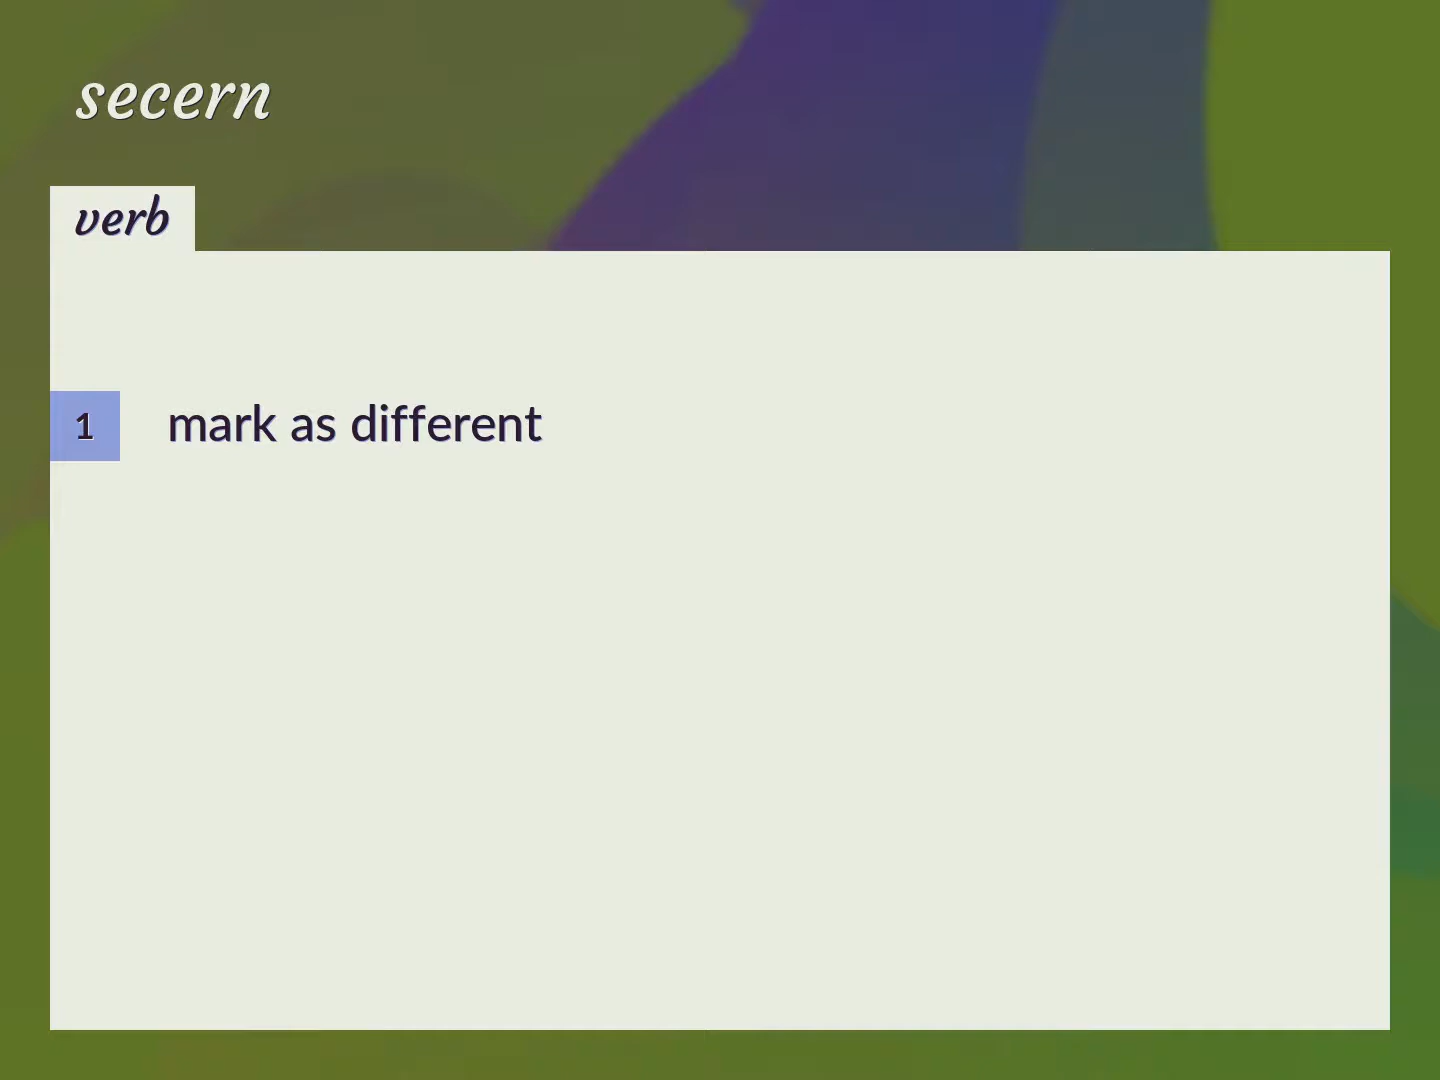 secern
verb
1 mark as different